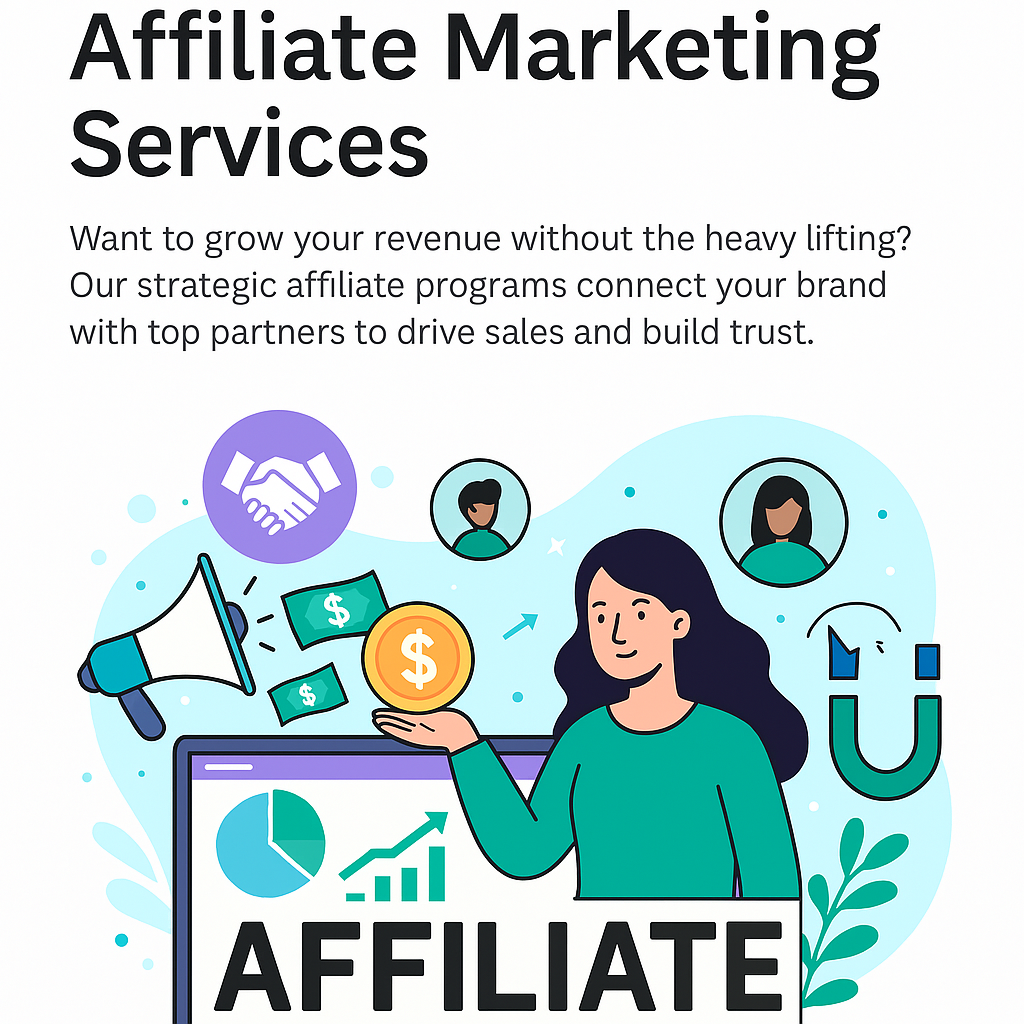 Affiliate Marketing
Services
Want to grow your revenue without the heavy lifting?
Our strategic affiliate programs connect your brand
with top partners to drive sales and build trust.
$
$
$
AFFILIATE